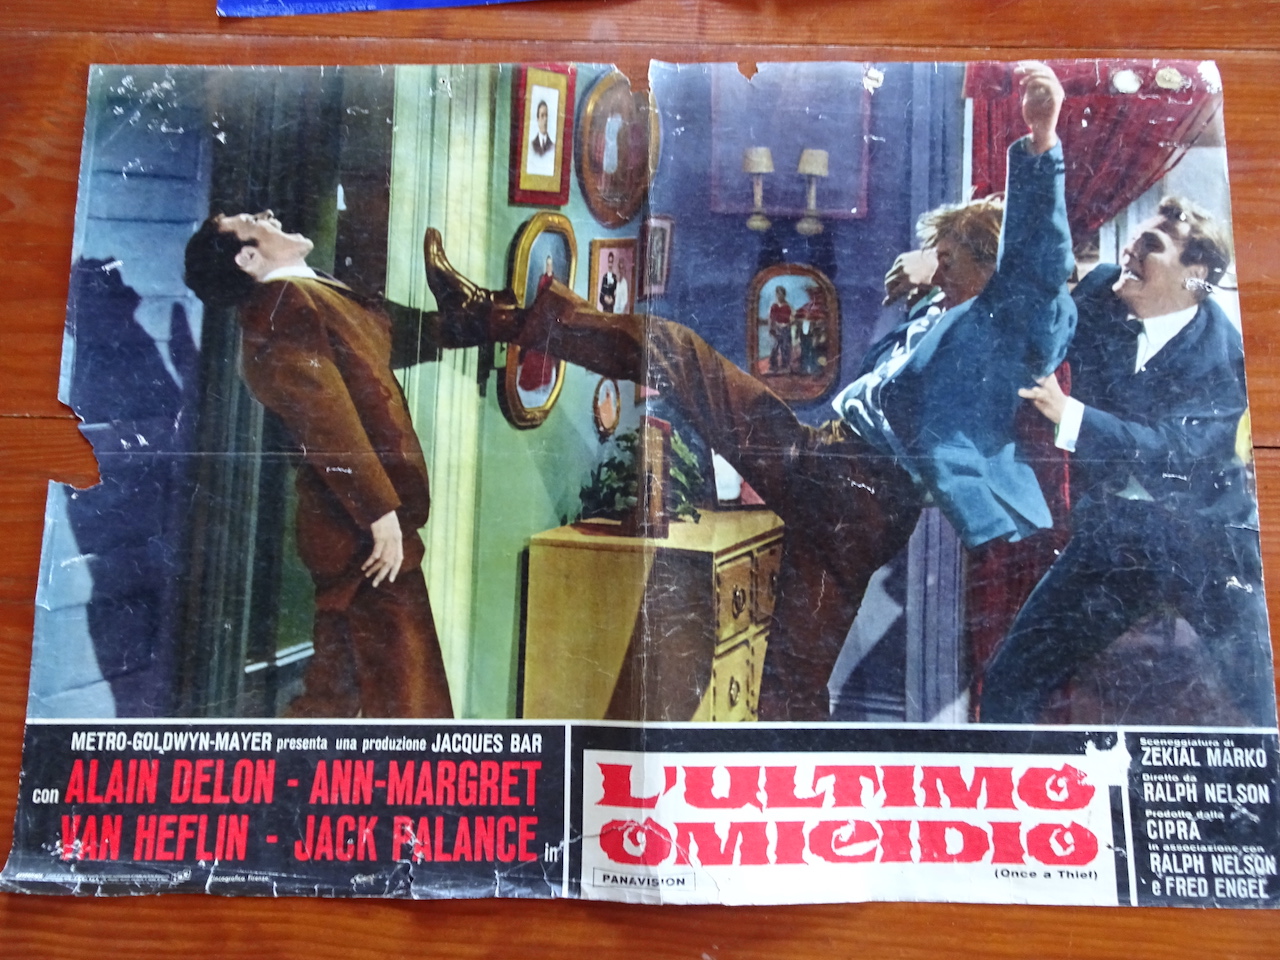 METRO-GOLDWYN-MAYER presenta una produzione JACQUES BAR
con ALAIN DELON - ANN-MARGRET
VAN HEFLIN - JACK PALANCE in
L'ULTIMO
OMICIDIO
(Once a Thief)
PANAVISION
Sceneggiatura di
ZEKIAL MARKO
Diretto da
RALPH NELSON
Prodotto dalla
CIPRA
in associazione con
RALPH NELSON
e FRED ENGEL